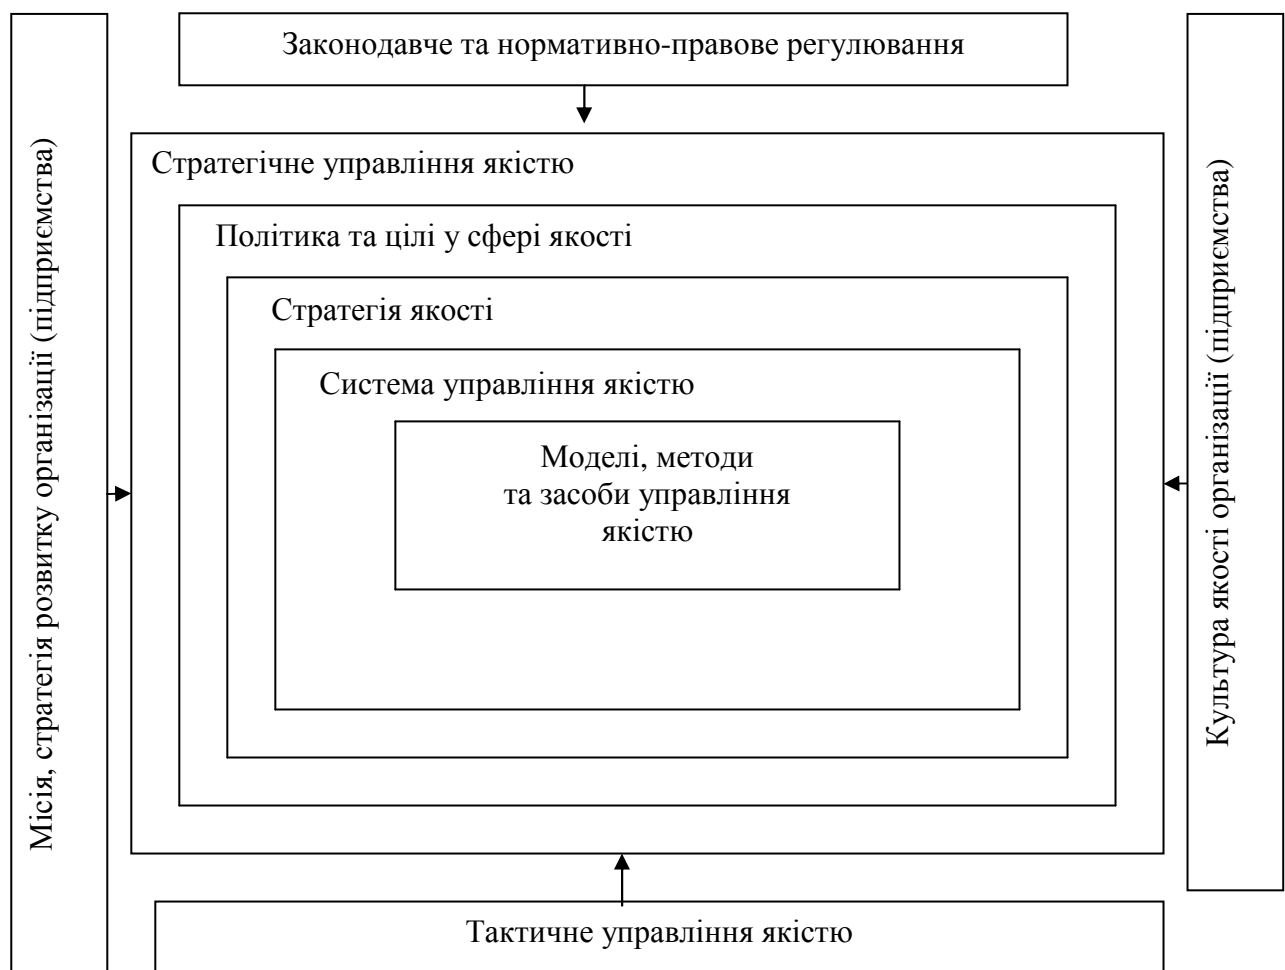 Законодавче та нормативно-правове регулювання
Місія, стратегія розвитку організації (підприємства)
Стратегічне управління якістю
Політика та цілі у сфері якості
Стратегія якості
Система управління якістю
Моделі, методи
та засоби управління
якістю
Культура якості організації (підприємства)
Тактичне управління якістю